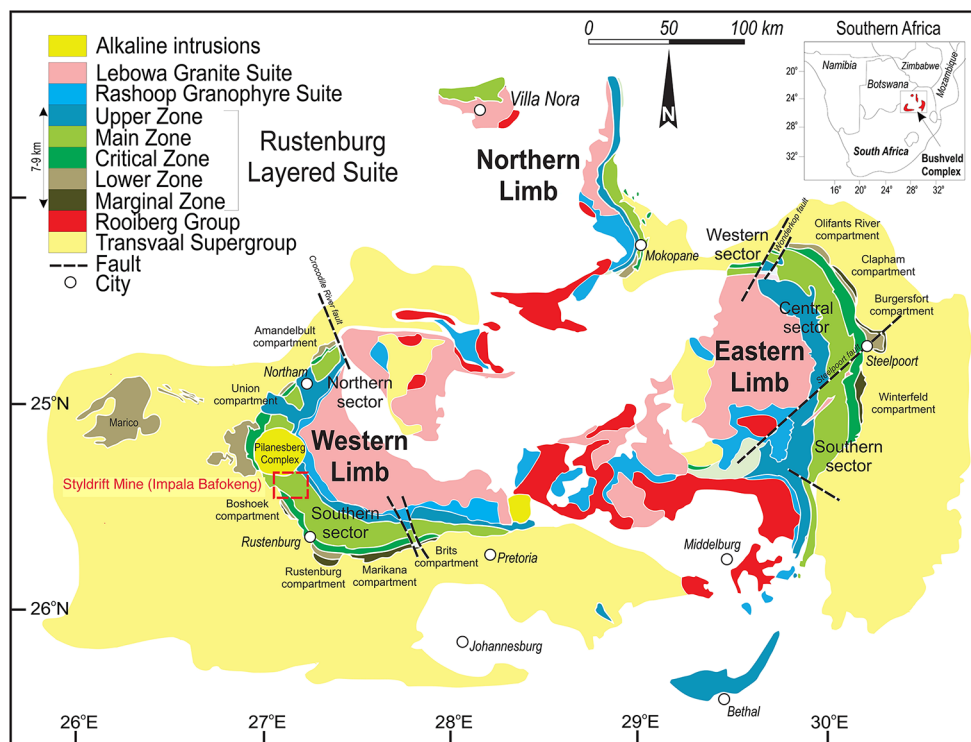 Alkaline intrusions
Lebowa Granite Suite
Rashoop Granophyre Suite
Upper Zone
Main Zone
Critical Zone
Lower Zone
Marginal Zone
Rooiberg Group
Transvaal Supergroup
Fault
City
7-9 km
Rustenburg
Layered Suite
0
50
100 km
N
Southern Africa
Namibia
Zimbabwe
Botswana
Mozambique
South Africa
Bushveld
Complex
20°
24°
28°
32°
16°
20°
24°
28°
32°
36°
Villa Nora
Northern
Limb
Mokopane
Western
sector
Wonderkop fault
Olifants River
compartment
Clapham
compartment
Burgersfort
compartment
Central
sector
Eastern
Limb
Steelpoort fault
Steelpoort
Winterfeld
compartment
Southern
sector
Crocodile River fault
Amandelbult
compartment
Northam
Northern
sector
Union
compartment
Marico
Pilanesberg
Complex
Western
Limb
Styldrift Mine (Impala Bafokeng)
Boshoek
compartment
Southern
sector
Rustenburg
Rustenburg
compartment
Marikana
compartment
Brits
compartment
Pretoria
Middelburg
Johannesburg
Bethal
25°N
26°N
26°E
27°E
28°E
29°E
30°E